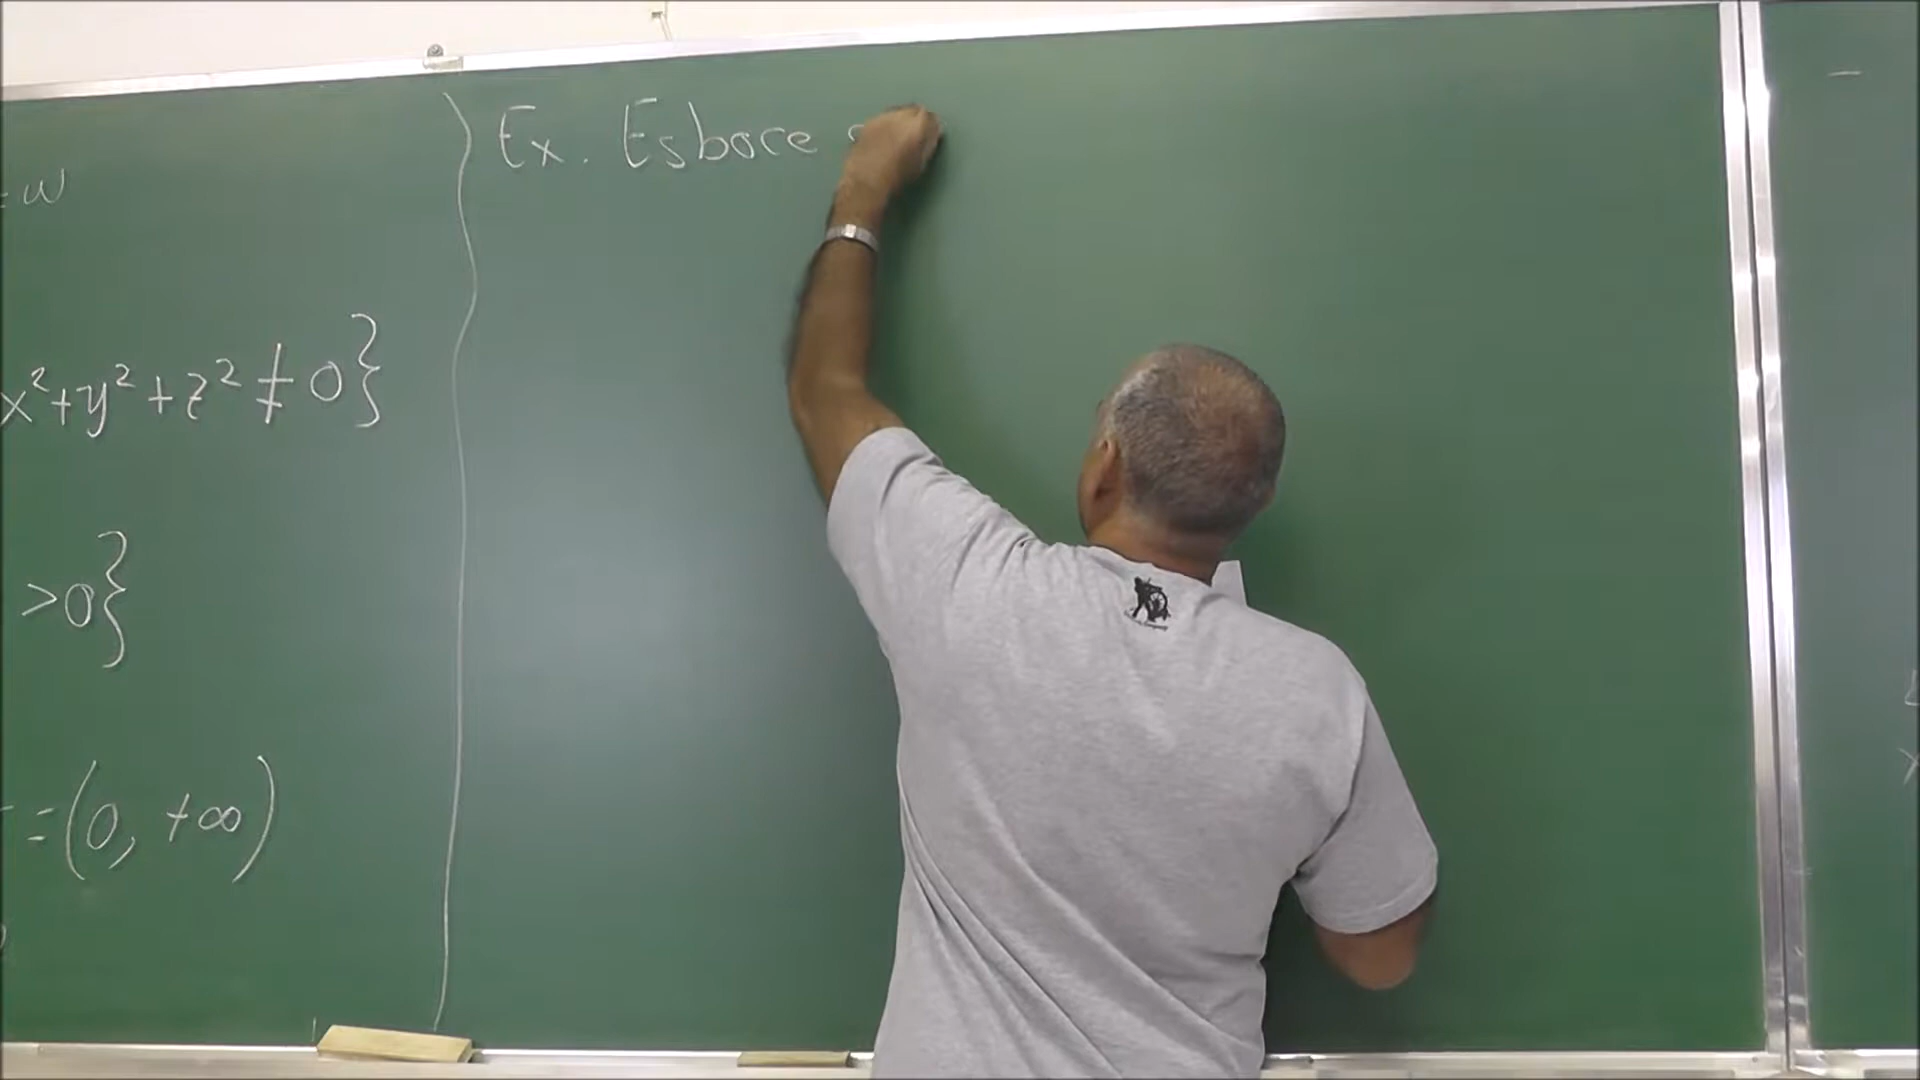 =w
x²+y²+z²≠0}
>0}
=(0, +∞)
Ex. Esboce